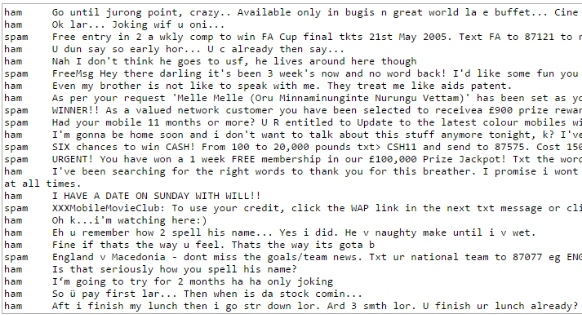 ham Go until jurong point, crazy.. Available only in bugis n great world la e buffet... Cine
ham Ok lar... Joking wif u oni...
spam Free entry in 2 a wkly comp to win FA Cup final tkts 21st May 2005. Text FA to 87121 to
ham U dun say so early hor... U c already then say...
ham Nah I don't think he goes to usf, he lives around here though
spam FreeMsg Hey there darling it's been 3 week's now and no word back! I'd like some fun you
ham Even my brother is not like to speak with me. They treat me like aids patent.
ham As per your request 'Melle Melle (Oru Minnaminunginte Nurungu Vettam)' has been set as
spam WINNER!! As a valued network customer you have been selected to receivea £900 prize
spam Had your mobile 11 months or more? U R entitled to Update to the latest colour mobiles
ham I'm gonna be home soon and i don't want to talk about this stuff anymore tonight, k? I've
spam SIX chances to win CASH! From 100 to 20,000 pounds txt> CSH11 and send to 87575. Cost
spam URGENT! You have won a 1 week FREE membership in our £100,000 Prize Jackpot! Txt the
ham I've been searching for the right words to thank you for this breather. I promise i wont
at all times.
ham I HAVE A DATE ON SUNDAY WITH WILL!!
spam XXXMobileMovieClub: To use your credit, click the WAP link in the next txt message or
ham Oh k...i'm watching here:)
ham Eh u remember how 2 spell his name... Yes i did. He v naughty make until i v wet.
ham Fine if thats the way u feel. Thats the way its gota b
spam England v Macedonia - dont miss the goals/team news. Txt ur national team to 87077 eg
ham Is that seriously how you spell his name?
ham I'm going to try for 2 months ha ha only joking
ham So ü pay first lar... Then when is da stock comin...
ham Aft i finish my lunch then i go str down lor. Ard 3 smth lor. U finish ur lunch already?